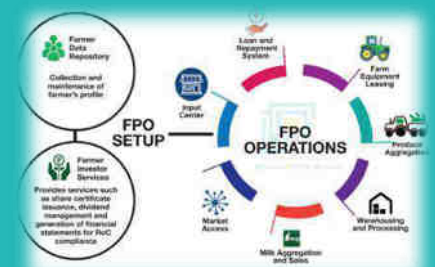 Farmer
Data
Repository
Collection and
maintenance of
farmer's profile
FPO
SETUP
Farmer
Investor
Services
Provides services such
as share certificate
issuance, dividend
management and
generation of financial
statements for RoC
compliance
FPO
OPERATIONS
Loan and
Repayment
System
Farm
Equipment
Leasing
Produce
Aggregation
Warehousing
and Processing
Milk Aggregation
and Sales
Market
Access
Input
Center